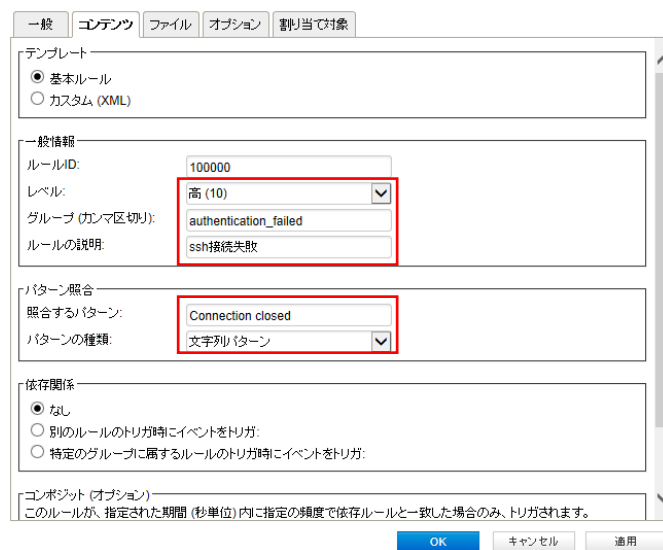 一般 コンテンツ ファイル オプション 割り当て対象
テンプレート
基本ルール
カスタム (XML)
一般情報
ルールID: 100000
レベル: 高 (10)
グループ (カンマ区切り): authentication_failed
ルールの説明: ssh接続失敗
パターン照合
照合するパターン: Connection closed
パターンの種類: 文字列パターン
依存関係
なし
別のルールのトリガ時にイベントをトリガ:
特定のグループに属するルールのトリガ時にイベントをトリガ:
コンポジット (オプション)
このルールが、指定された期間 (秒単位) 内に指定の頻度で依存ルールと一致した場合のみ、トリガされます。
OK キャンセル 適用